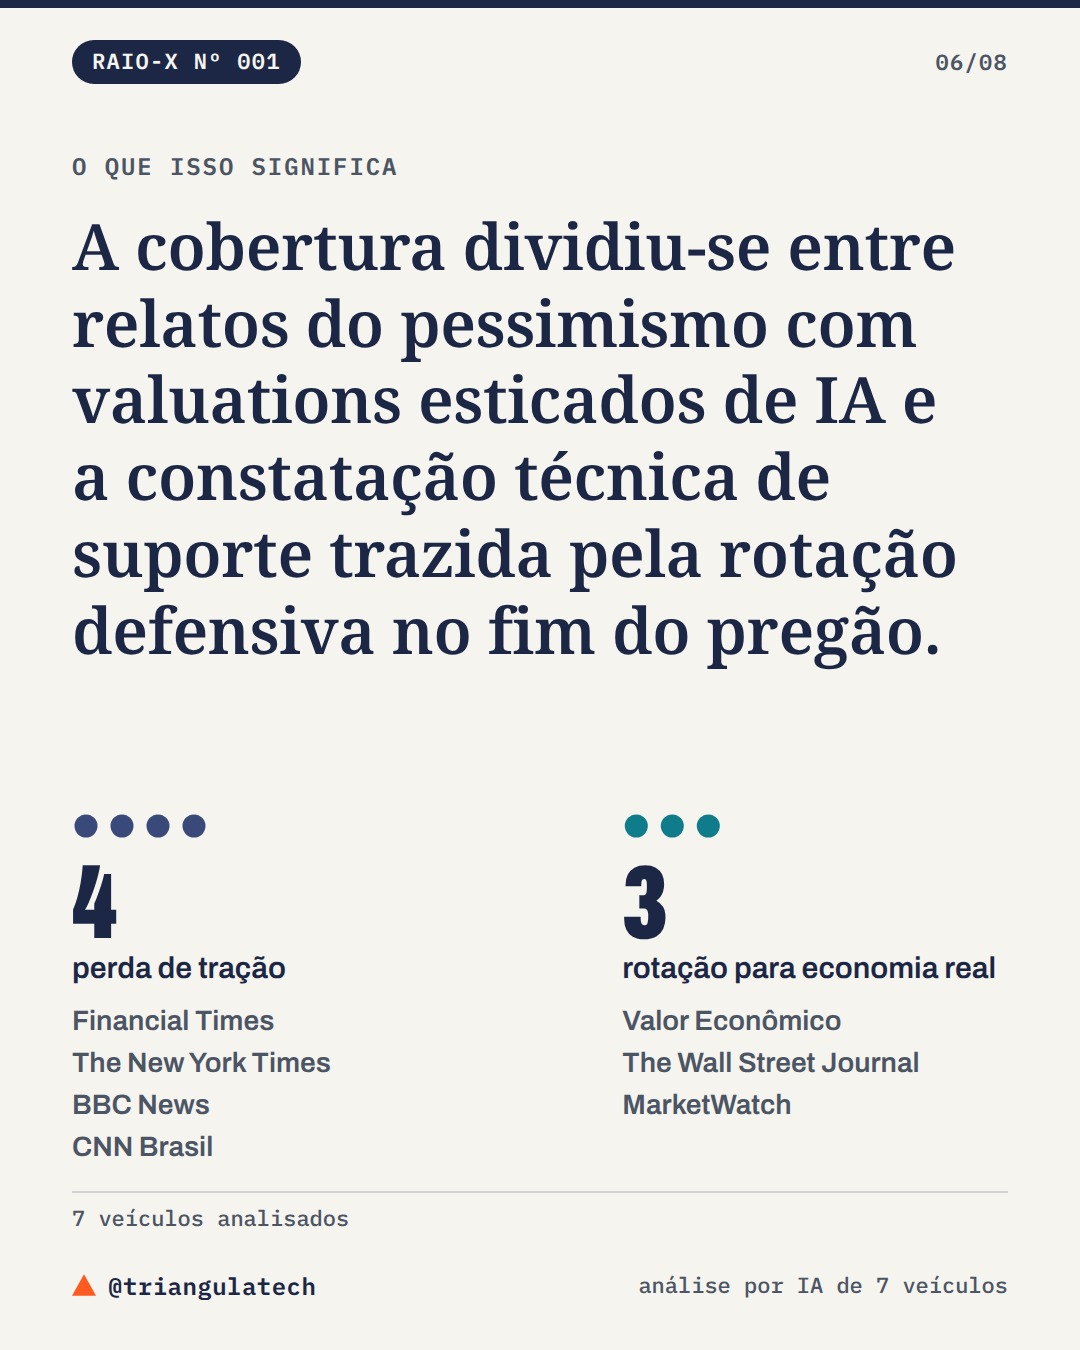 RAIO-X Nº 001
06/08
O QUE ISSO SIGNIFICA
A cobertura dividiu-se entre
relatos do pessimismo com
valuations esticados de IA e
a constatação técnica de
suporte trazida pela rotação
defensiva no fim do pregão.
4
perda de tração
Financial Times
The New York Times
BBC News
CNN Brasil
3
rotação para economia real
Valor Econômico
The Wall Street Journal
MarketWatch
7 veículos analisados
@triangulatech
análise por IA de 7 veículos